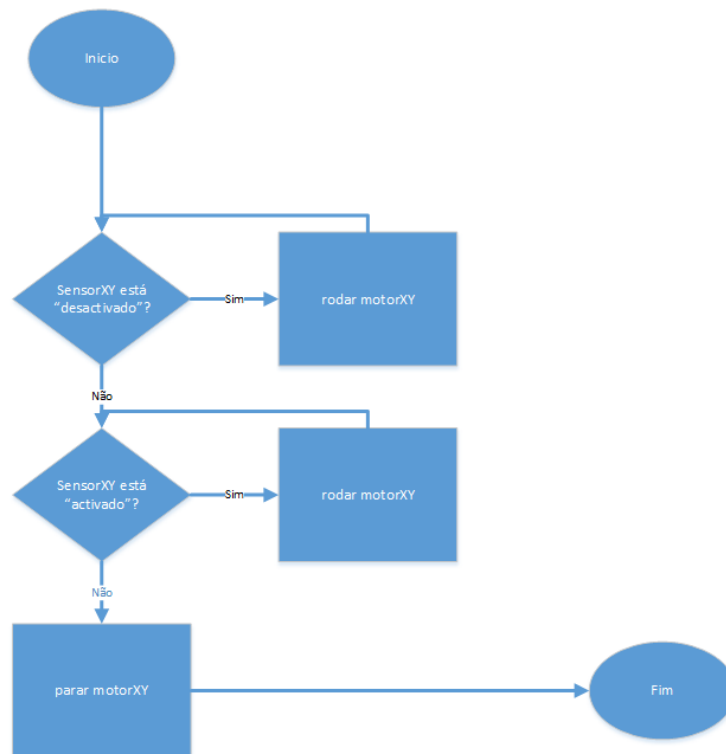 Inicio
SensorXY está
“desactivado”?
Sim
rodar motorXY
Não
SensorXY está
“activado”?
Sim
rodar motorXY
Não
parar motorXY
Fim